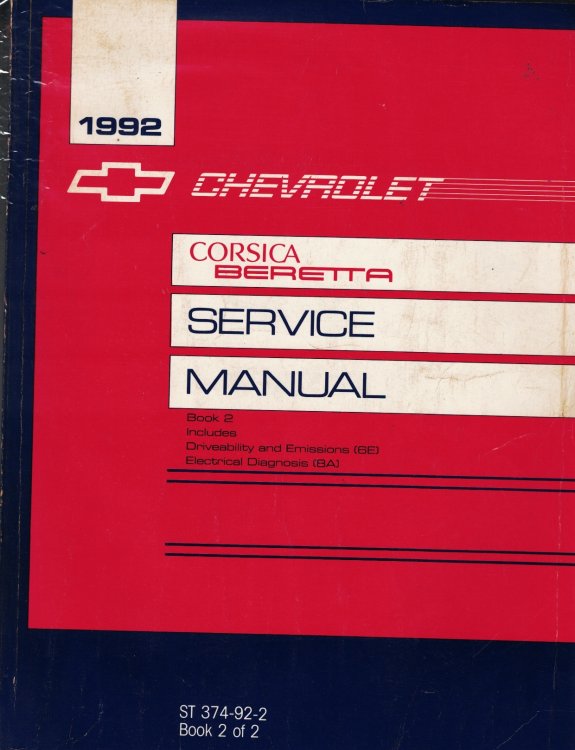 1992
CHEVROLET
CORSICA
BERETTA
SERVICE
MANUAL
Book 2
Includes
Driveability and Emissions (6E)
Electrical Diagnosis (8A)
ST 374-92-2
Book 2 of 2